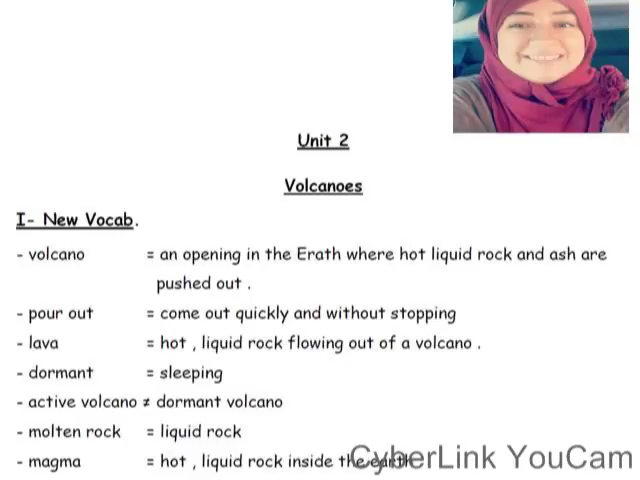 Unit 2
Volcanoes
I- New Vocab.
- volcano = an opening in the Erath where hot liquid rock and ash are
pushed out .
- pour out = come out quickly and without stopping
- lava = hot , liquid rock flowing out of a volcano .
- dormant = sleeping
- active volcano ≠ dormant volcano
- molten rock = liquid rock
- magma = hot , liquid rock inside the earth
CyberLink YouCam